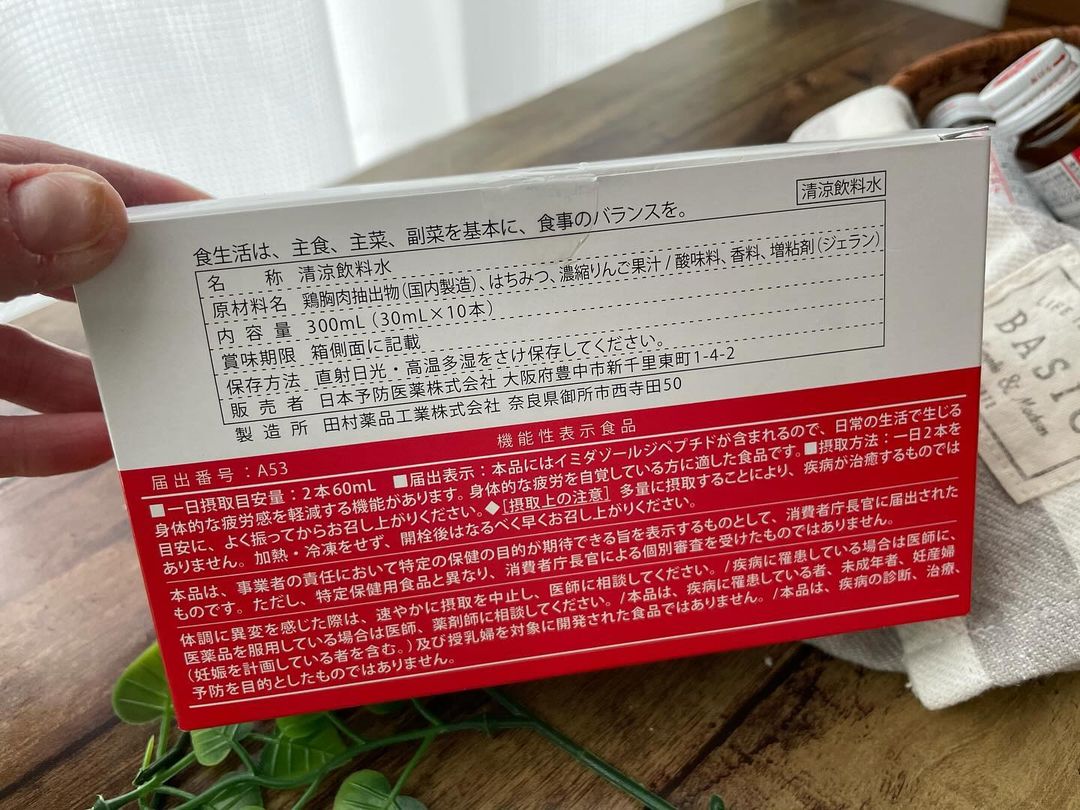 清涼飲料水
食生活は、主食、主菜、副菜を基本に、食事のバランスを。
名称 清涼飲料水
原材料名 鶏胸肉抽出物（国内製造）、はちみつ、濃縮りんご果汁 / 酸味料、香料、増粘剤（ジェラン）
内容量 300mL（30mL×10本）
賞味期限 箱側面に記載
保存方法 直射日光・高温多湿をさけ保存してください。
販売者 日本予防医薬株式会社 大阪府豊中市新千里東町1-4-2
製造所 田村薬品工業株式会社 奈良県御所市西寺田50
機能性表示食品
届出番号：A53
■一日摂取目安量：2本60mL ■届出表示：本品にはイミダゾールジペプチドが含まれるので、日常の生活で生じる
身体的な疲労感を軽減する機能があります。身体的な疲労を自覚している方に適した食品です。■摂取方法：一日2本を
目安に、よく振ってからお召し上がりください。◆［摂取上の注意］多量に摂取することにより、疾病が治癒するものでは
ありません。加熱・冷凍をせず、開栓後はなるべく早くお召し上がりください。
本品は、事業者の責任において特定の保健の目的が期待できる旨を表示するものとして、消費者庁長官に届出された
ものです。ただし、特定保健用食品と異なり、消費者庁長官による個別審査を受けたものではありません。
体調に異変を感じた際は、速やかに摂取を中止し、医師に相談してください。/疾病に罹患している場合は医師に、
医薬品を服用している場合は医師、薬剤師に相談してください。/本品は、疾病に罹患している者、未成年者、妊産婦
（妊娠を計画している者を含む。）及び授乳婦を対象に開発された食品ではありません。/本品は、疾病の診断、治療、
予防を目的としたものではありません。
BASIC